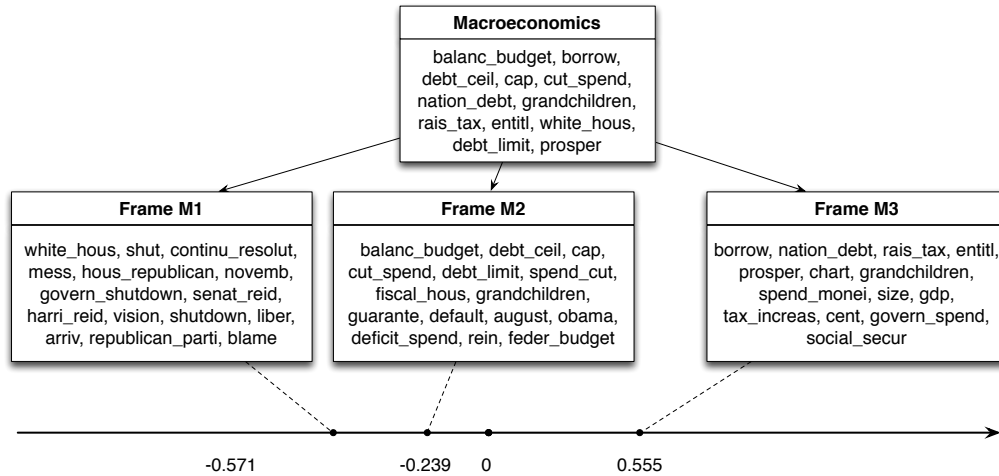 Macroeconomics
balanc_budget, borrow,
debt_ceil, cap, cut_spend,
nation_debt, grandchildren,
rais_tax, entitl, white_hous,
debt_limit, prosper
Frame M1
white_hous, shut, continu_resolut,
mess, hous_republican, novemb,
govern_shutdown, senat_reid,
harri_reid, vision, shutdown, liber,
arriv, republican_parti, blame
Frame M2
balanc_budget, debt_ceil, cap,
cut_spend, debt_limit, spend_cut,
fiscal_hous, grandchildren,
guarante, default, august, obama,
deficit_spend, rein, feder_budget
Frame M3
borrow, nation_debt, rais_tax, entitl,
prosper, chart, grandchildren,
spend_monei, size, gdp,
tax_increas, cent, govern_spend,
social_secur
-0.571 -0.239 0 0.555